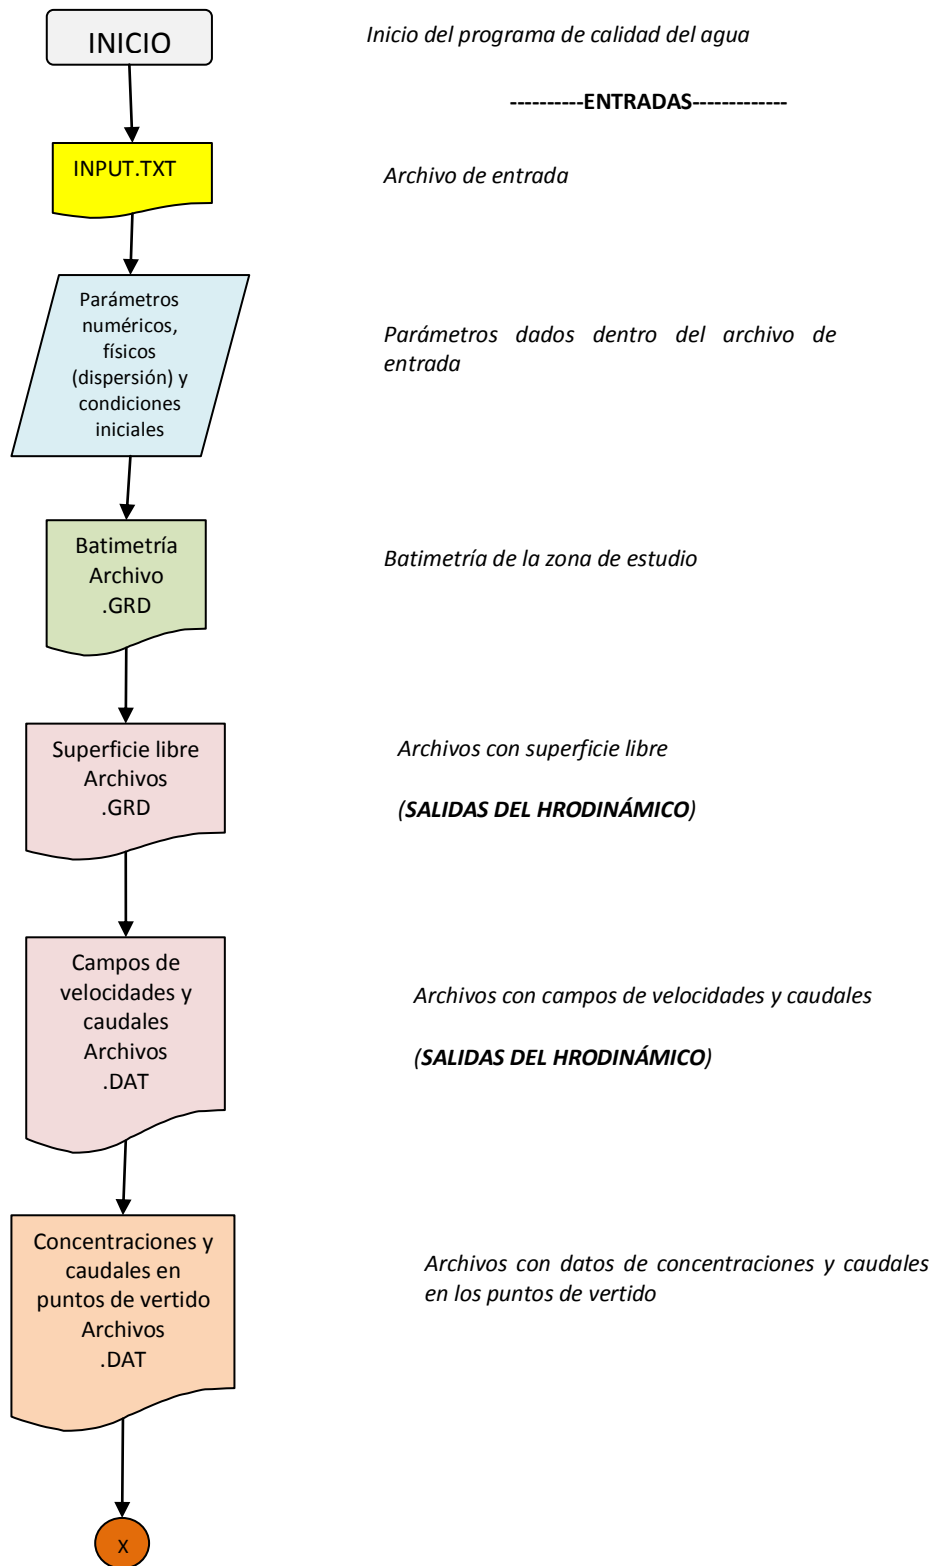 INICIO
Inicio del programa de calidad del agua
----------ENTRADAS-------------
INPUT.TXT
Archivo de entrada
Parámetros
numéricos,
físicos
(dispersión) y
condiciones
iniciales
Parámetros dados dentro del archivo de
entrada
Batimetría
Archivo
.GRD
Batimetría de la zona de estudio
Superficie libre
Archivos
.GRD
Archivos con superficie libre
(SALIDAS DEL HRODINÁMICO)
Campos de
velocidades y
caudales
Archivos
.DAT
Archivos con campos de velocidades y caudales
(SALIDAS DEL HRODINÁMICO)
Concentraciones y
caudales en
puntos de vertido
Archivos
.DAT
Archivos con datos de concentraciones y caudales
en los puntos de vertido
x